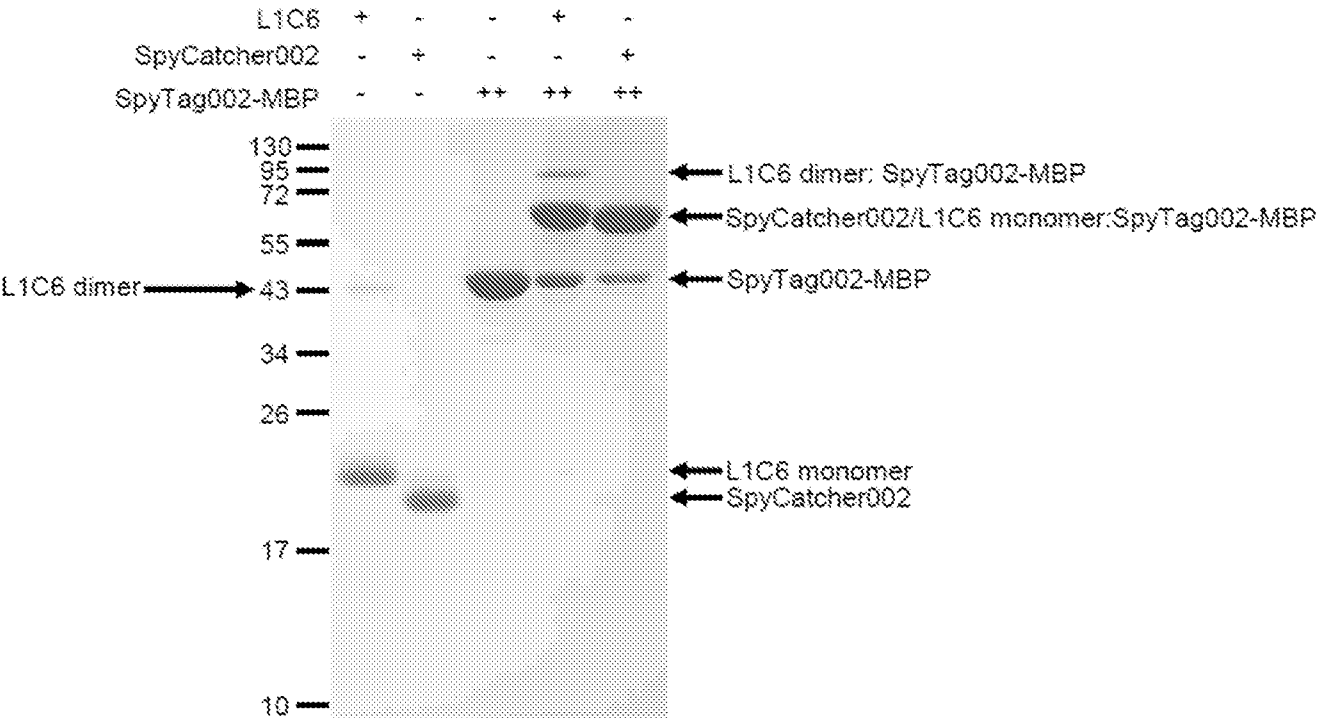 L1C6 + - - + -
SpyCatcher002 - + - - +
SpyTag002-MBP - - ++ ++ ++
130
95
72
55
43
34
26
17
10
L1C6 dimer
L1C6 dimer: SpyTag002-MBP
SpyCatcher002/L1C6 monomer:SpyTag002-MBP
SpyTag002-MBP
L1C6 monomer
SpyCatcher002